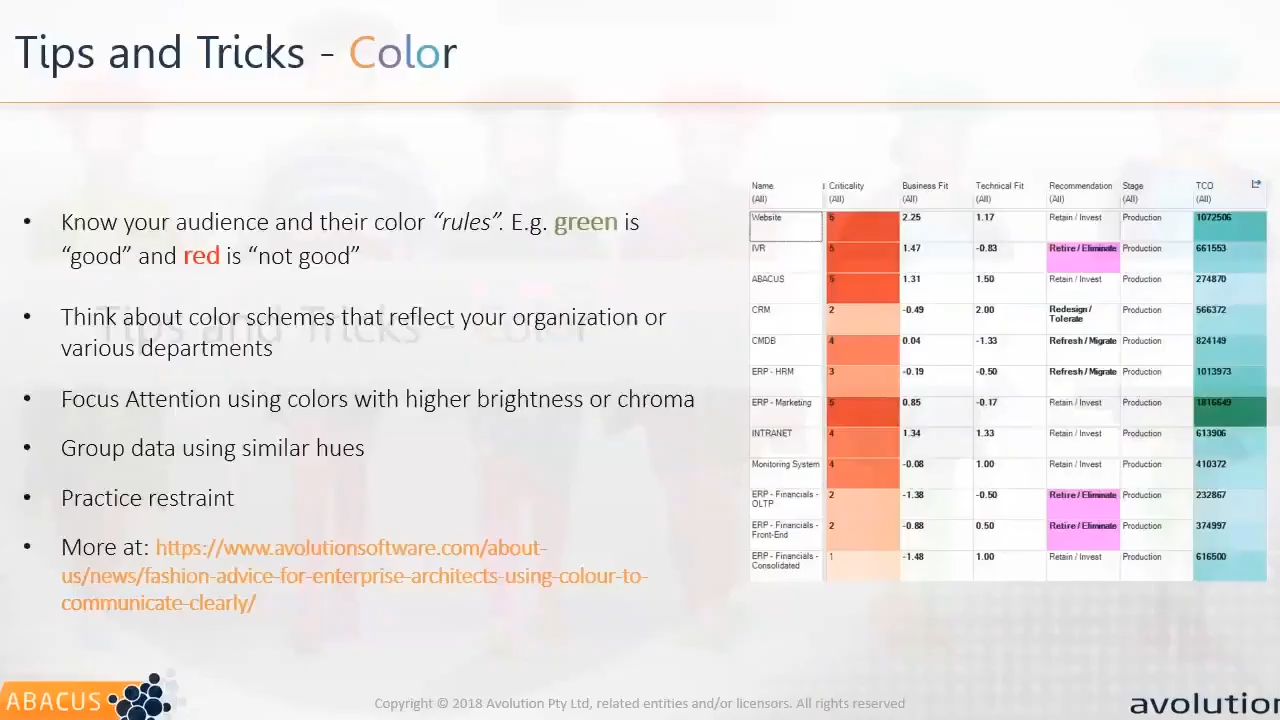 Tips and Tricks - Color
• Know your audience and their color “rules”. E.g. green is
“good” and red is “not good”
• Think about color schemes that reflect your organization or
various departments
• Focus Attention using colors with higher brightness or chroma
• Group data using similar hues
• Practice restraint
• More at: https://www.avolutionsoftware.com/about-
us/news/fashion-advice-for-enterprise-architects-using-colour-to-
communicate-clearly/
Name Criticality Business Fit Technical Fit Recommendation Stage TCO
(All) (All) (All) (All) (All) (All) (All)
Website 5 2.25 1.17 Retain / Invest Production 1072506
IVR 5 1.47 -0.83 Retire / Eliminate Production 661553
ABACUS 5 1.31 1.50 Retain / Invest Production 274870
CRM 2 -0.49 2.00 Redesign / Production 566372
Tolerate
CMDB 4 0.04 -1.33 Refresh / Migrate Production 824149
ERP - HRM 3 -0.19 -0.50 Refresh / Migrate Production 1013973
ERP - Marketing 5 0.85 -0.17 Retain / Invest Production 1816649
INTRANET 4 1.34 1.33 Retain / Invest Production 613906
Monitoring System 4 -0.08 1.00 Retain / Invest Production 410372
ERP - Financials - 2 -1.38 -0.50 Retire / Eliminate Production 232867
OLTP
ERP - Financials - 2 -0.88 0.50 Retire / Eliminate Production 374997
Front-End
ERP - Financials - 1 -1.48 1.00 Retain / Invest Production 616500
Consolidated
Tips and Tricks - Color
ABACUS
Copyright © 2018 Avolution Pty Ltd, related entities and/or licensors. All rights reserved
avolution